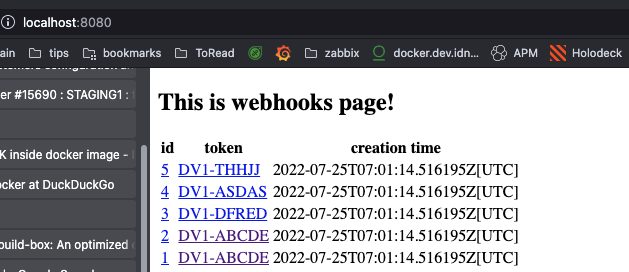 localhost:8080
ain tips bookmarks ToRead zabbix docker.dev.idn... APM Holodeck
er #15690 : STAGING1 :
K inside docker image -
ocker at DuckDuckGo
build-box: An optimized
This is webhooks page!
id token creation time
5 DV1-THHJJ 2022-07-25T07:01:14.516195Z[UTC]
4 DV1-ASDAS 2022-07-25T07:01:14.516195Z[UTC]
3 DV1-DFRED 2022-07-25T07:01:14.516195Z[UTC]
2 DV1-ABCDE 2022-07-25T07:01:14.516195Z[UTC]
1 DV1-ABCDE 2022-07-25T07:01:14.516195Z[UTC]